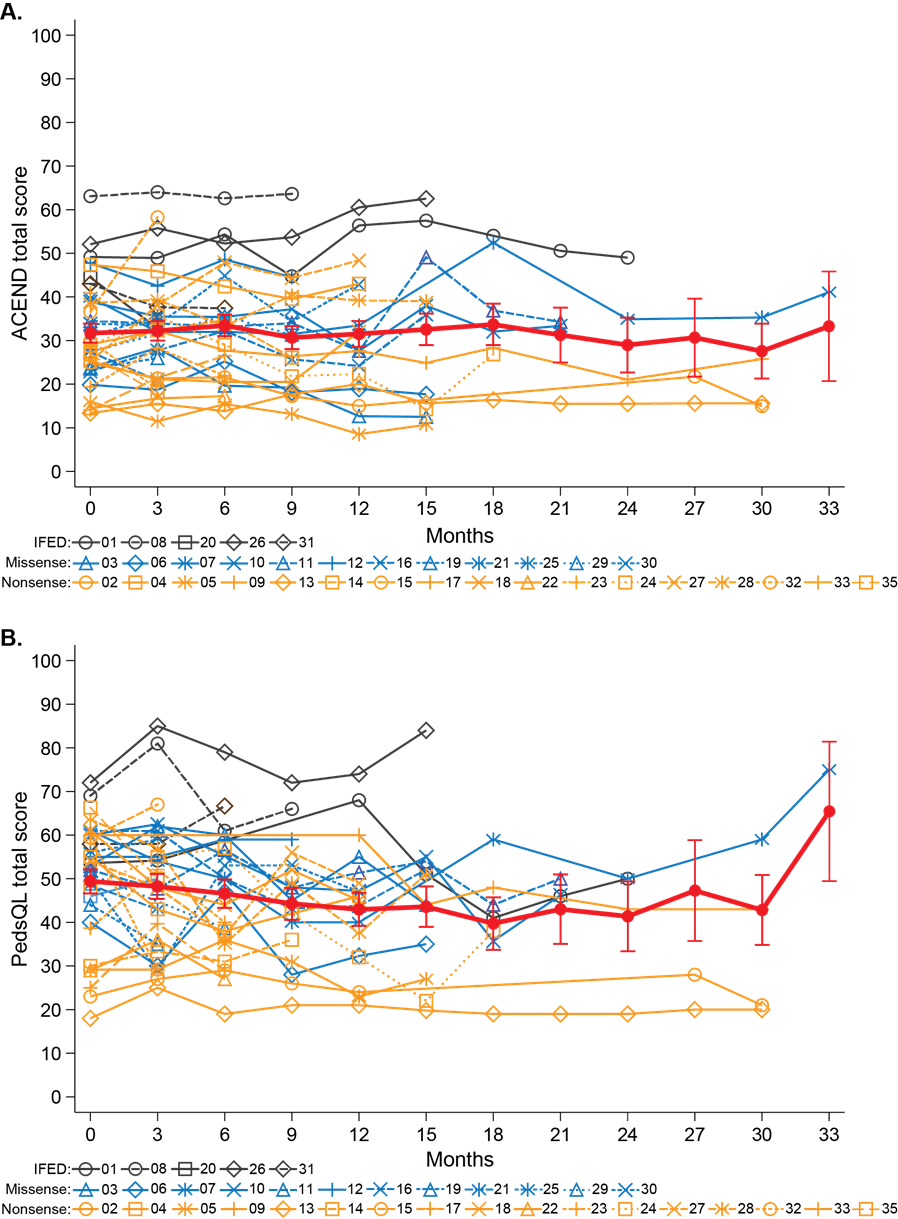 A.
100
90
80
70
60
50
40
30
20
10
0
ACEND total score
0 3 6 9 12 15 18 21 24 27 30 33
Months
IFED: 01 08 20 26 31
Missense: 03 06 07 10 11 12 16 19 21 25 29 30
Nonsense: 02 04 05 09 13 14 15 17 18 22 23 24 27 28 32 33 35
B.
100
90
80
70
60
50
40
30
20
10
0
PedsQL total score
0 3 6 9 12 15 18 21 24 27 30 33
Months
IFED: 01 08 20 26 31
Missense: 03 06 07 10 11 12 16 19 21 25 29 30
Nonsense: 02 04 05 09 13 14 15 17 18 22 23 24 27 28 32 33 35